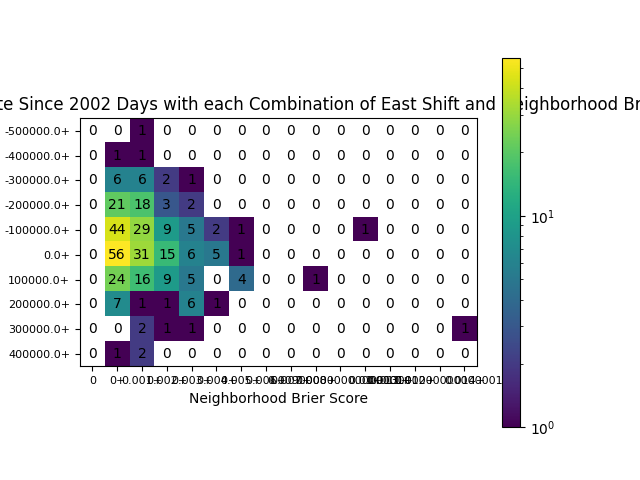 te Since 2002 Days with each Combination of East Shift and Neighborhood Br
-500000.0+ 0 0 1 0 0 0 0 0 0 0 0 0 0 0 0 0
-400000.0+ 0 1 1 0 0 0 0 0 0 0 0 0 0 0 0 0
-300000.0+ 0 6 6 2 1 0 0 0 0 0 0 0 0 0 0 0
-200000.0+ 0 21 18 3 2 0 0 0 0 0 0 0 0 0 0 0
-100000.0+ 0 44 29 9 5 2 1 0 0 0 0 1 0 0 0 0
0.0+ 0 56 31 15 6 5 1 0 0 0 0 0 0 0 0 0
100000.0+ 0 24 16 9 5 0 4 0 0 1 0 0 0 0 0 0
200000.0+ 0 7 1 1 6 1 0 0 0 0 0 0 0 0 0 0
300000.0+ 0 0 2 1 1 0 0 0 0 0 0 0 0 0 0 1
400000.0+ 0 1 2 0 0 0 0 0 0 0 0 0 0 0 0 0
0 0+
Neighborhood Brier Score
10^1
10^0